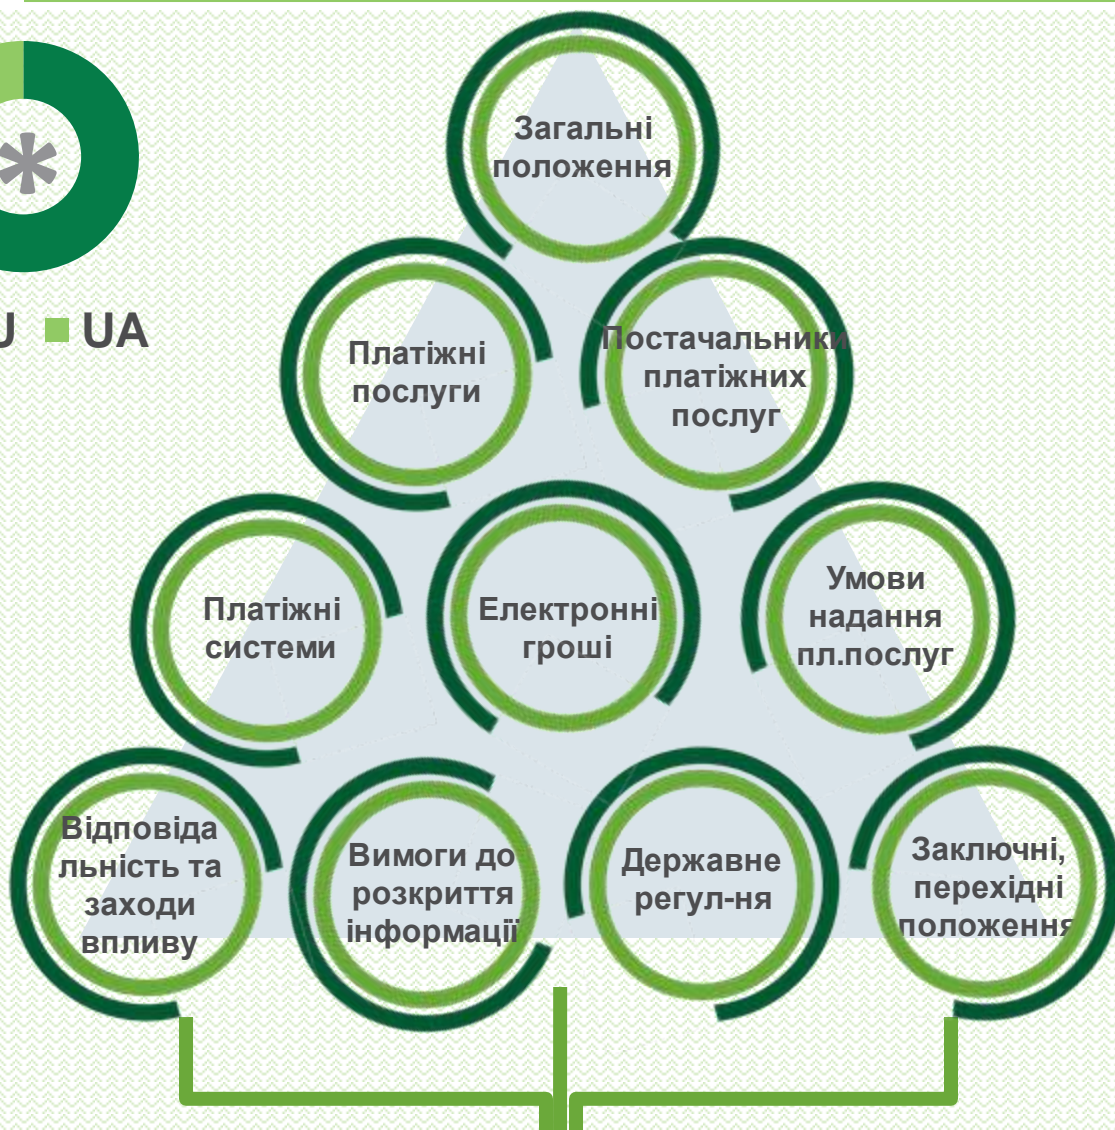 Загальні
положення
*
U UA
Платіжні
послуги
Постачальники
платіжних
послуг
Платіжні
системи
Електронні
гроші
Умови
надання
пл.послуг
Відповіда
льність та
заходи
впливу
Вимоги до
розкриття
інформації
Державне
регул-ня
Заключні,
перехідні
положення